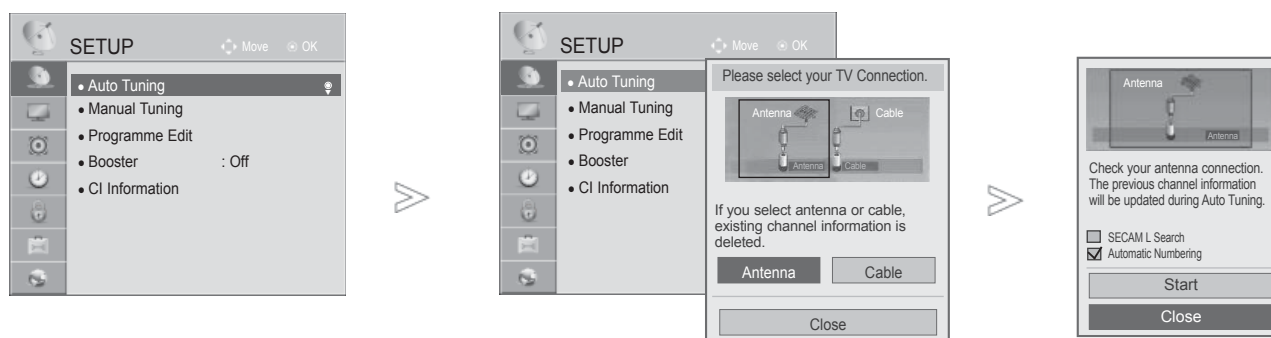 SETUP
Move OK
• Auto Tuning
• Manual Tuning
• Programme Edit
• Booster : Off
• CI Information
SETUP
Move OK
• Auto Tuning
• Manual Tuning
• Programme Edit
• Booster
• CI Information
Please select your TV Connection.
Antenna Cable
Antenna Cable
If you select antenna or cable,
existing channel information is
deleted.
Antenna Cable
Close
Antenna
Antenna
Check your antenna connection.
The previous channel information
will be updated during Auto Tuning.
SECAM L Search
Automatic Numbering
Start
Close